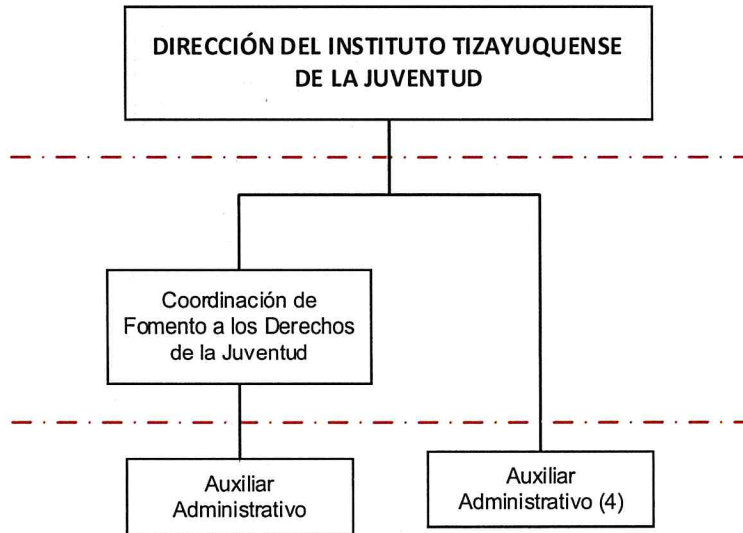 DIRECCIÓN DEL INSTITUTO TIZAYUQUENSE
DE LA JUVENTUD
Coordinación de
Fomento a los Derechos
de la Juventud
Auxiliar
Administrativo
Auxiliar
Administrativo (4)